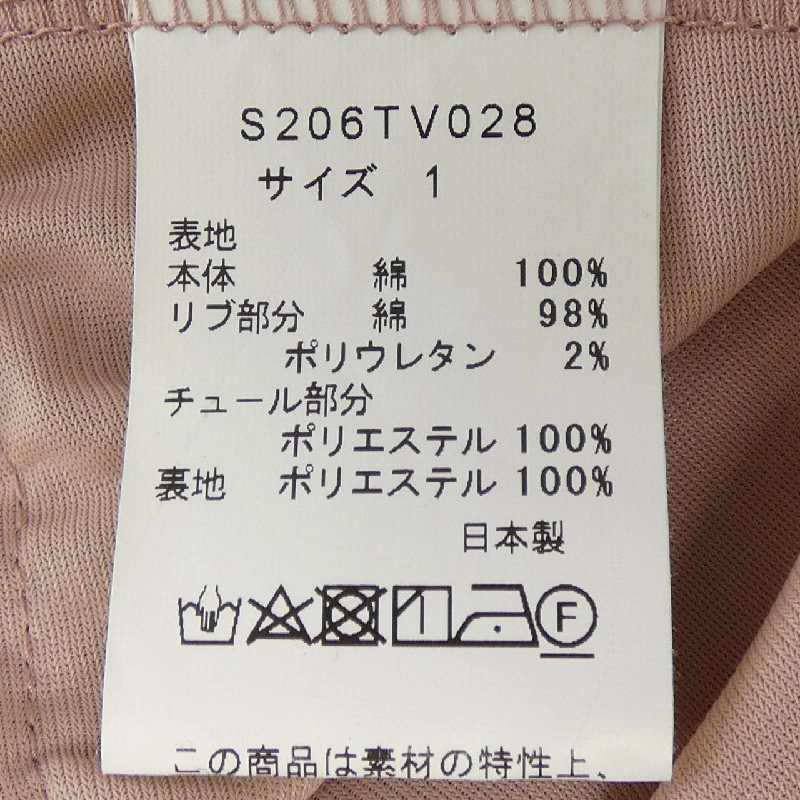 S206TV028
サイズ 1
表地
本体 綿 100%
リブ部分 綿 98%
ポリウレタン 2%
チュール部分
ポリエステル 100%
裏地 ポリエステル 100%
日本製
F
この商品は素材の特性上、